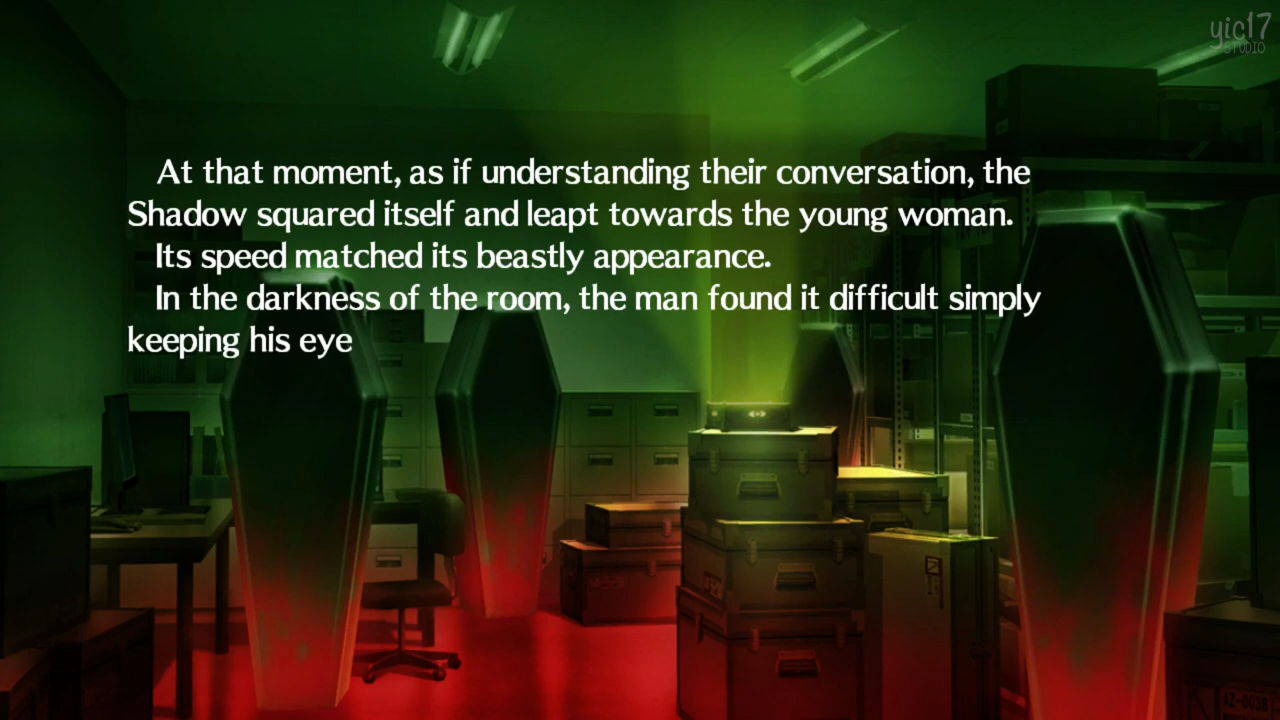 yic17
STUDIO
At that moment, as if understanding their conversation, the
Shadow squared itself and leapt towards the young woman.
Its speed matched its beastly appearance.
In the darkness of the room, the man found it difficult simply
keeping his eye